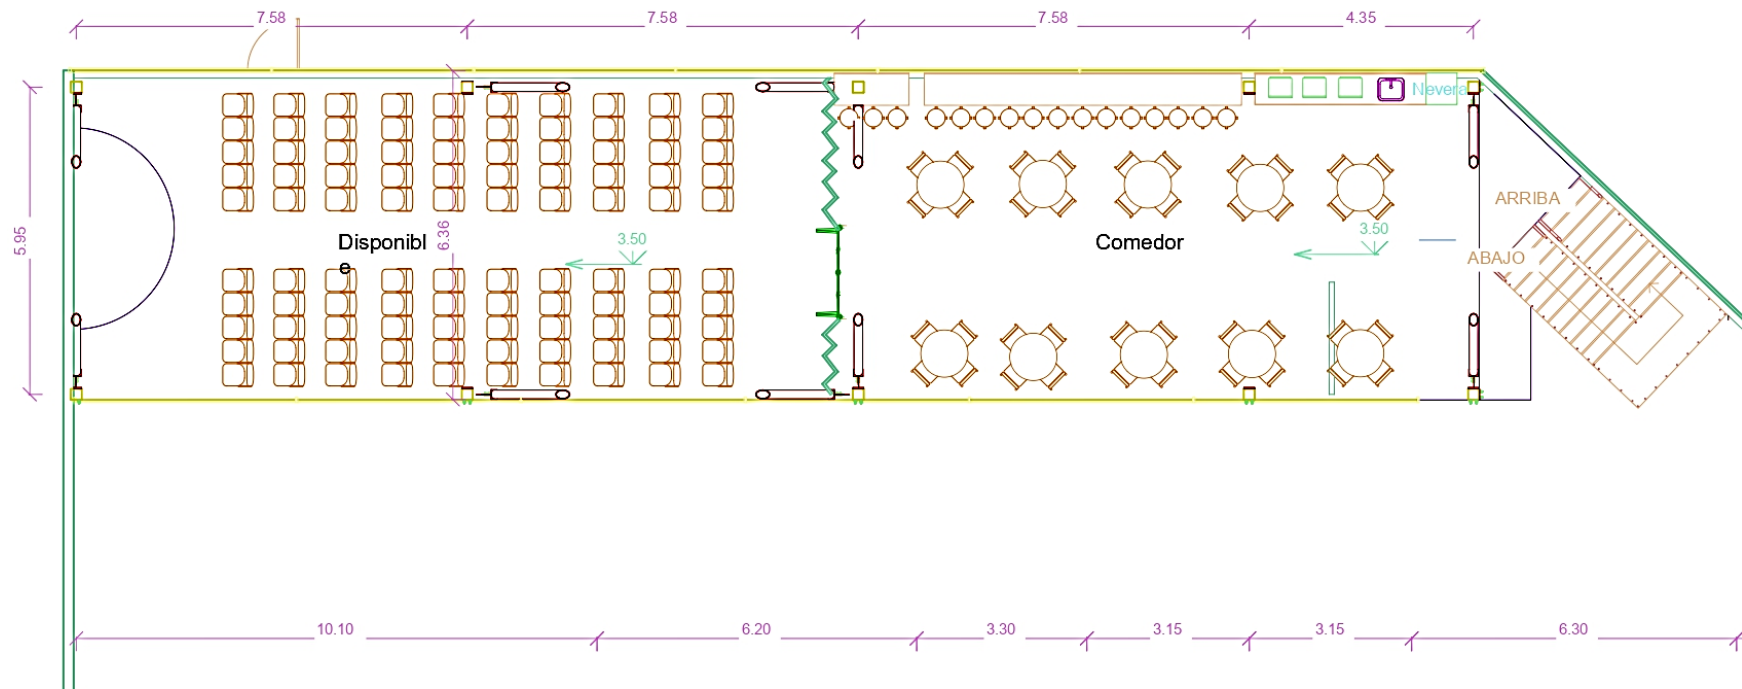 7.58
7.58
7.58
4.35
Nevera
ARRIBA
5.95
Disponibl
e
6.36
3.50
Comedor
3.50
ABAJO
10.10
6.20
3.30
3.15
3.15
6.30